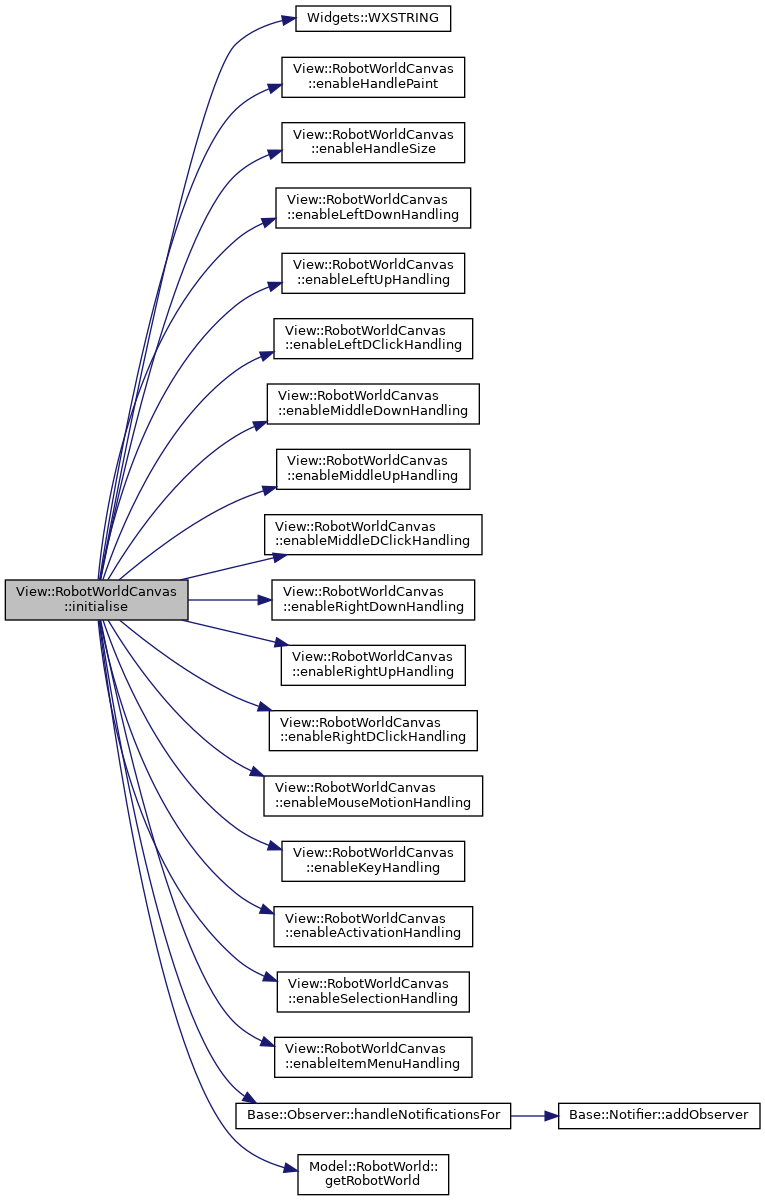 Widgets::WXSTRING
View::RobotWorldCanvas
::enableHandlePaint
View::RobotWorldCanvas
::enableHandleSize
View::RobotWorldCanvas
::enableLeftDownHandling
View::RobotWorldCanvas
::enableLeftUpHandling
View::RobotWorldCanvas
::enableLeftDClickHandling
View::RobotWorldCanvas
::enableMiddleDownHandling
View::RobotWorldCanvas
::enableMiddleUpHandling
View::RobotWorldCanvas
::enableMiddleDClickHandling
View::RobotWorldCanvas
::initialise
View::RobotWorldCanvas
::enableRightDownHandling
View::RobotWorldCanvas
::enableRightUpHandling
View::RobotWorldCanvas
::enableRightDClickHandling
View::RobotWorldCanvas
::enableMouseMotionHandling
View::RobotWorldCanvas
::enableKeyHandling
View::RobotWorldCanvas
::enableActivationHandling
View::RobotWorldCanvas
::enableSelectionHandling
View::RobotWorldCanvas
::enableItemMenuHandling
Base::Observer::handleNotificationsFor
Base::Notifier::addObserver
Model::RobotWorld::
getRobotWorld